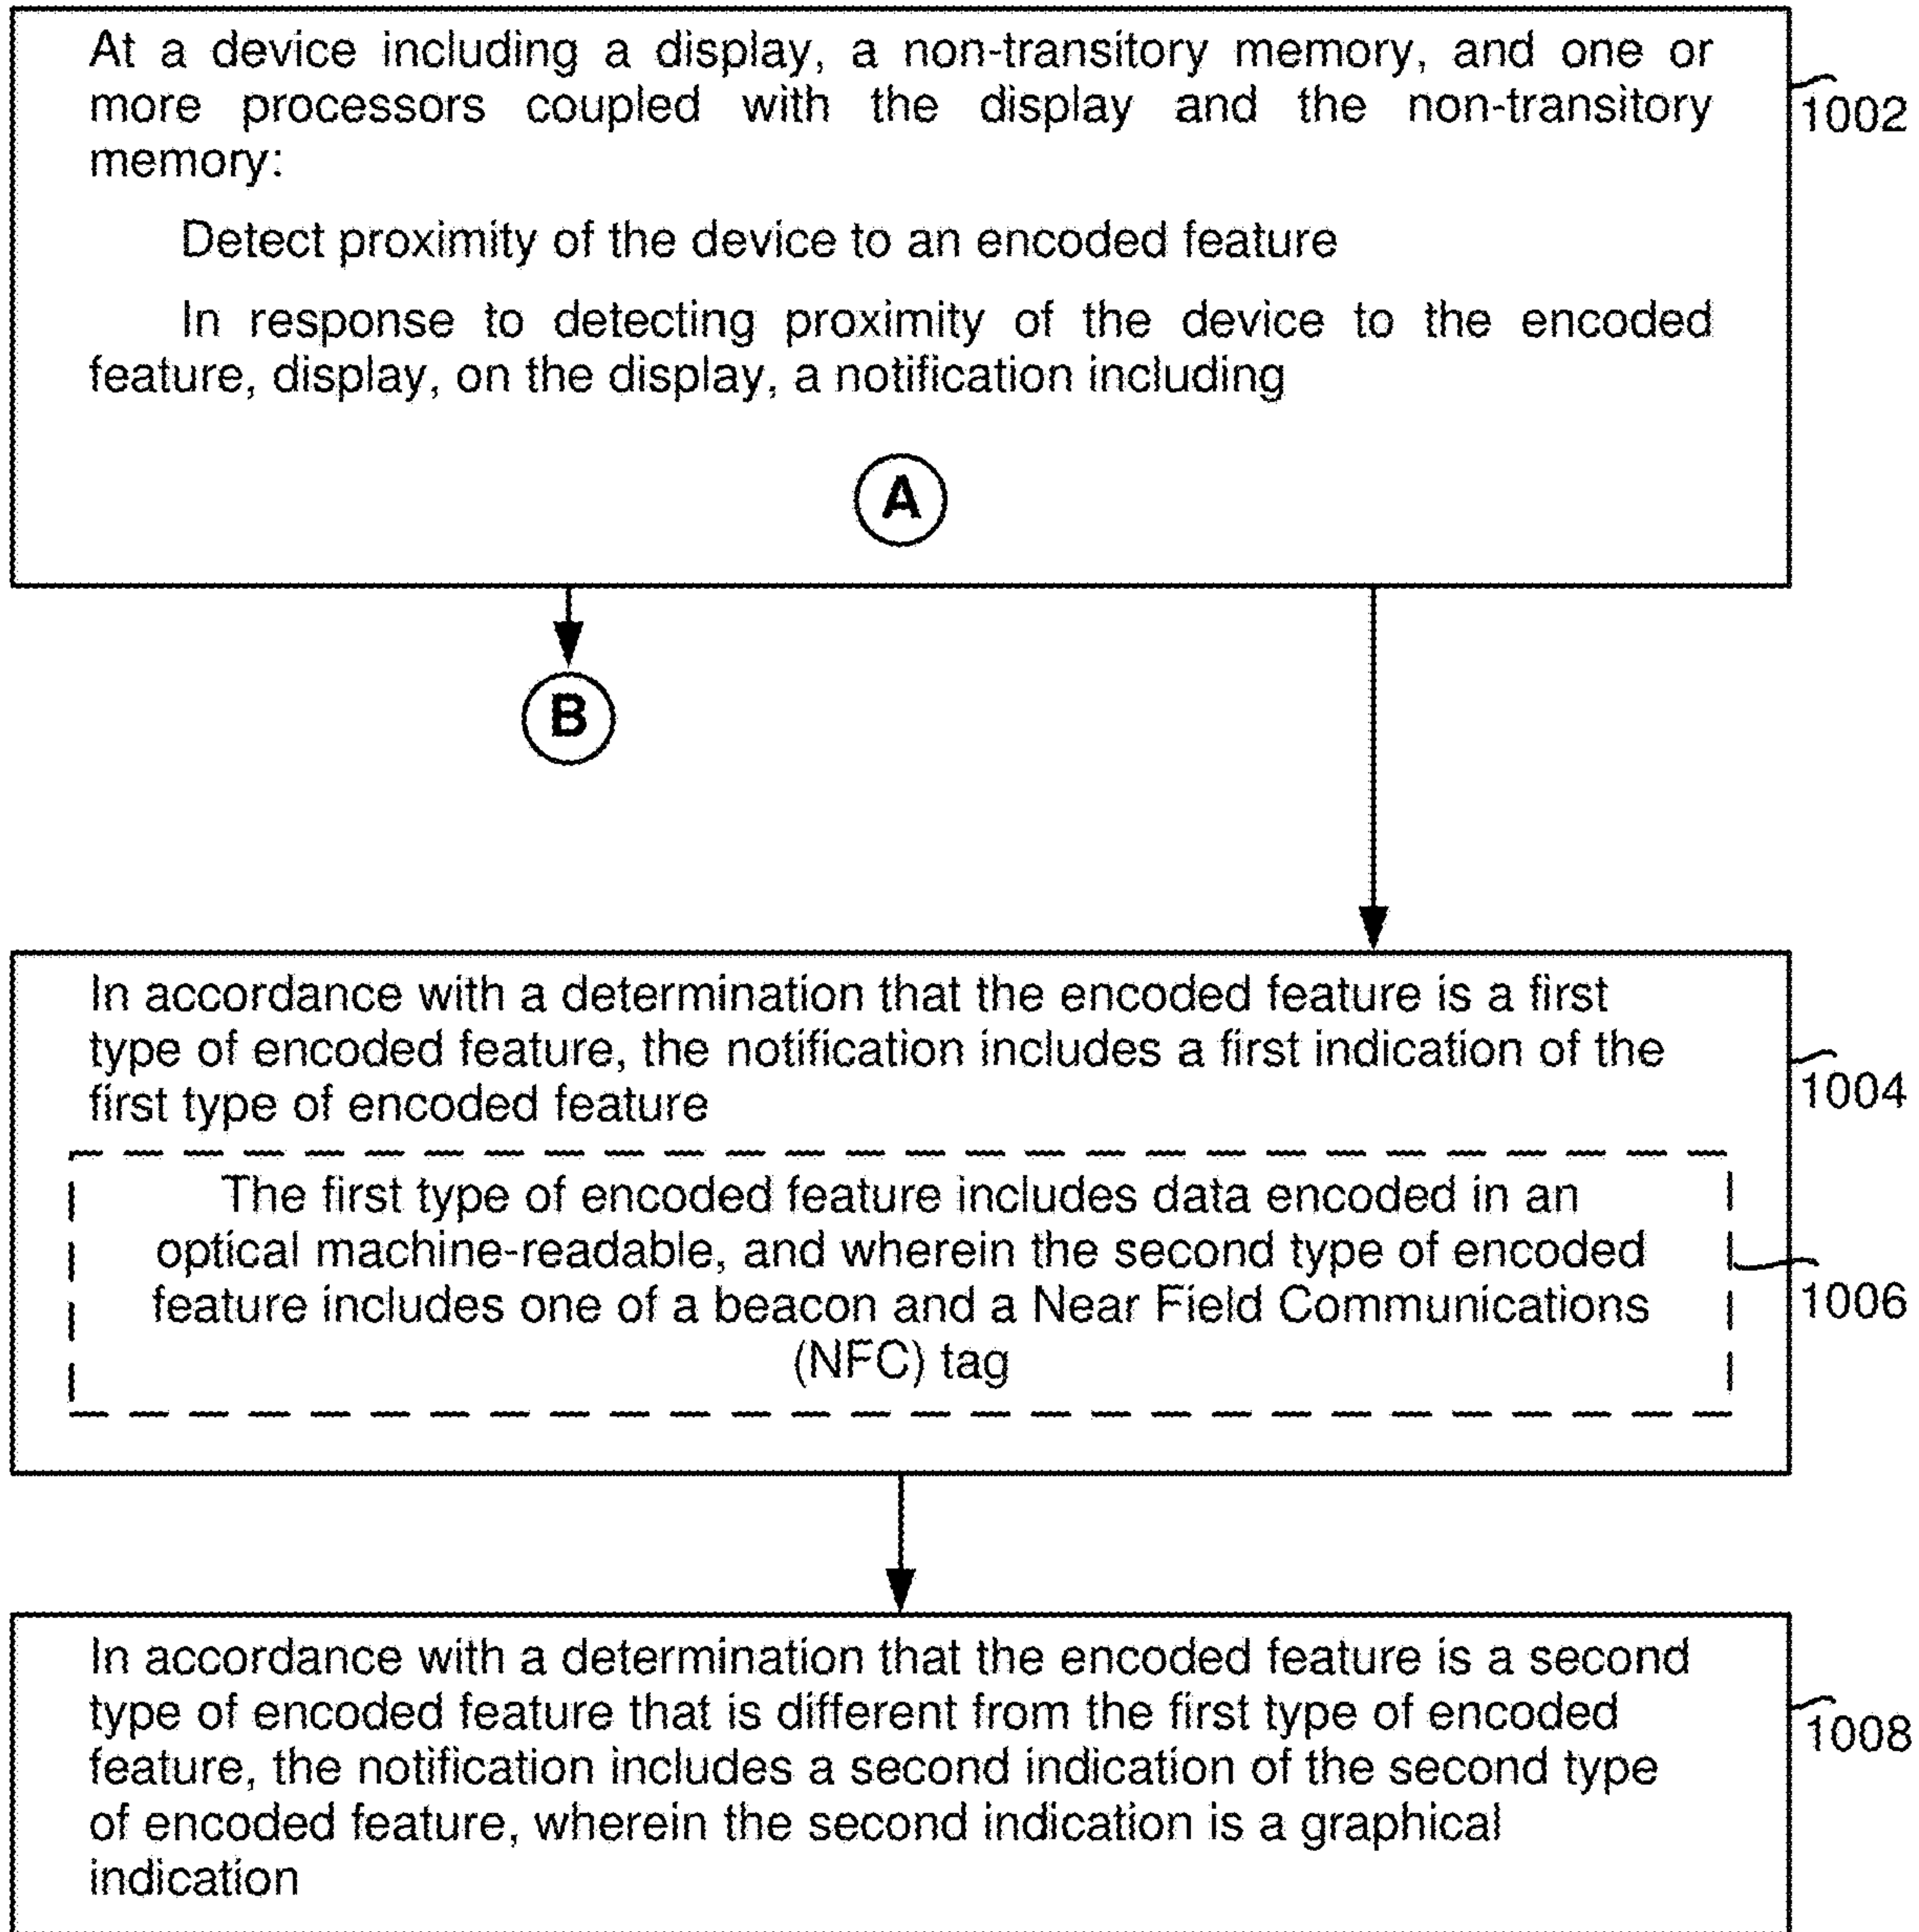 At a device including a display, a non-transitory memory, and one or
more processors coupled with the display and the non-transitory
memory:
1002
Detect proximity of the device to an encoded feature
In response to detecting proximity of the device to the encoded
feature, display, on the display, a notification including
A
B
In accordance with a determination that the encoded feature is a first
type of encoded feature, the notification includes a first indication of the
first type of encoded feature
1004
The first type of encoded feature includes data encoded in an
optical machine-readable, and wherein the second type of encoded
feature includes one of a beacon and a Near Field Communications
(NFC) tag
1006
In accordance with a determination that the encoded feature is a second
type of encoded feature that is different from the first type of encoded
feature, the notification includes a second indication of the second type
of encoded feature, wherein the second indication is a graphical
indication
1008